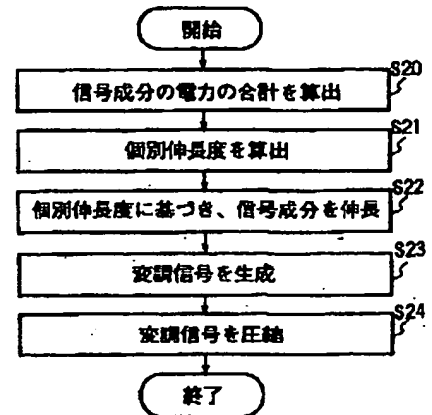 開始
S20
信号成分の電力の合計を算出
S21
個別伸長度を算出
S22
個別伸長度に基づき、信号成分を伸長
S23
変調信号を生成
S24
変調信号を圧縮
終了